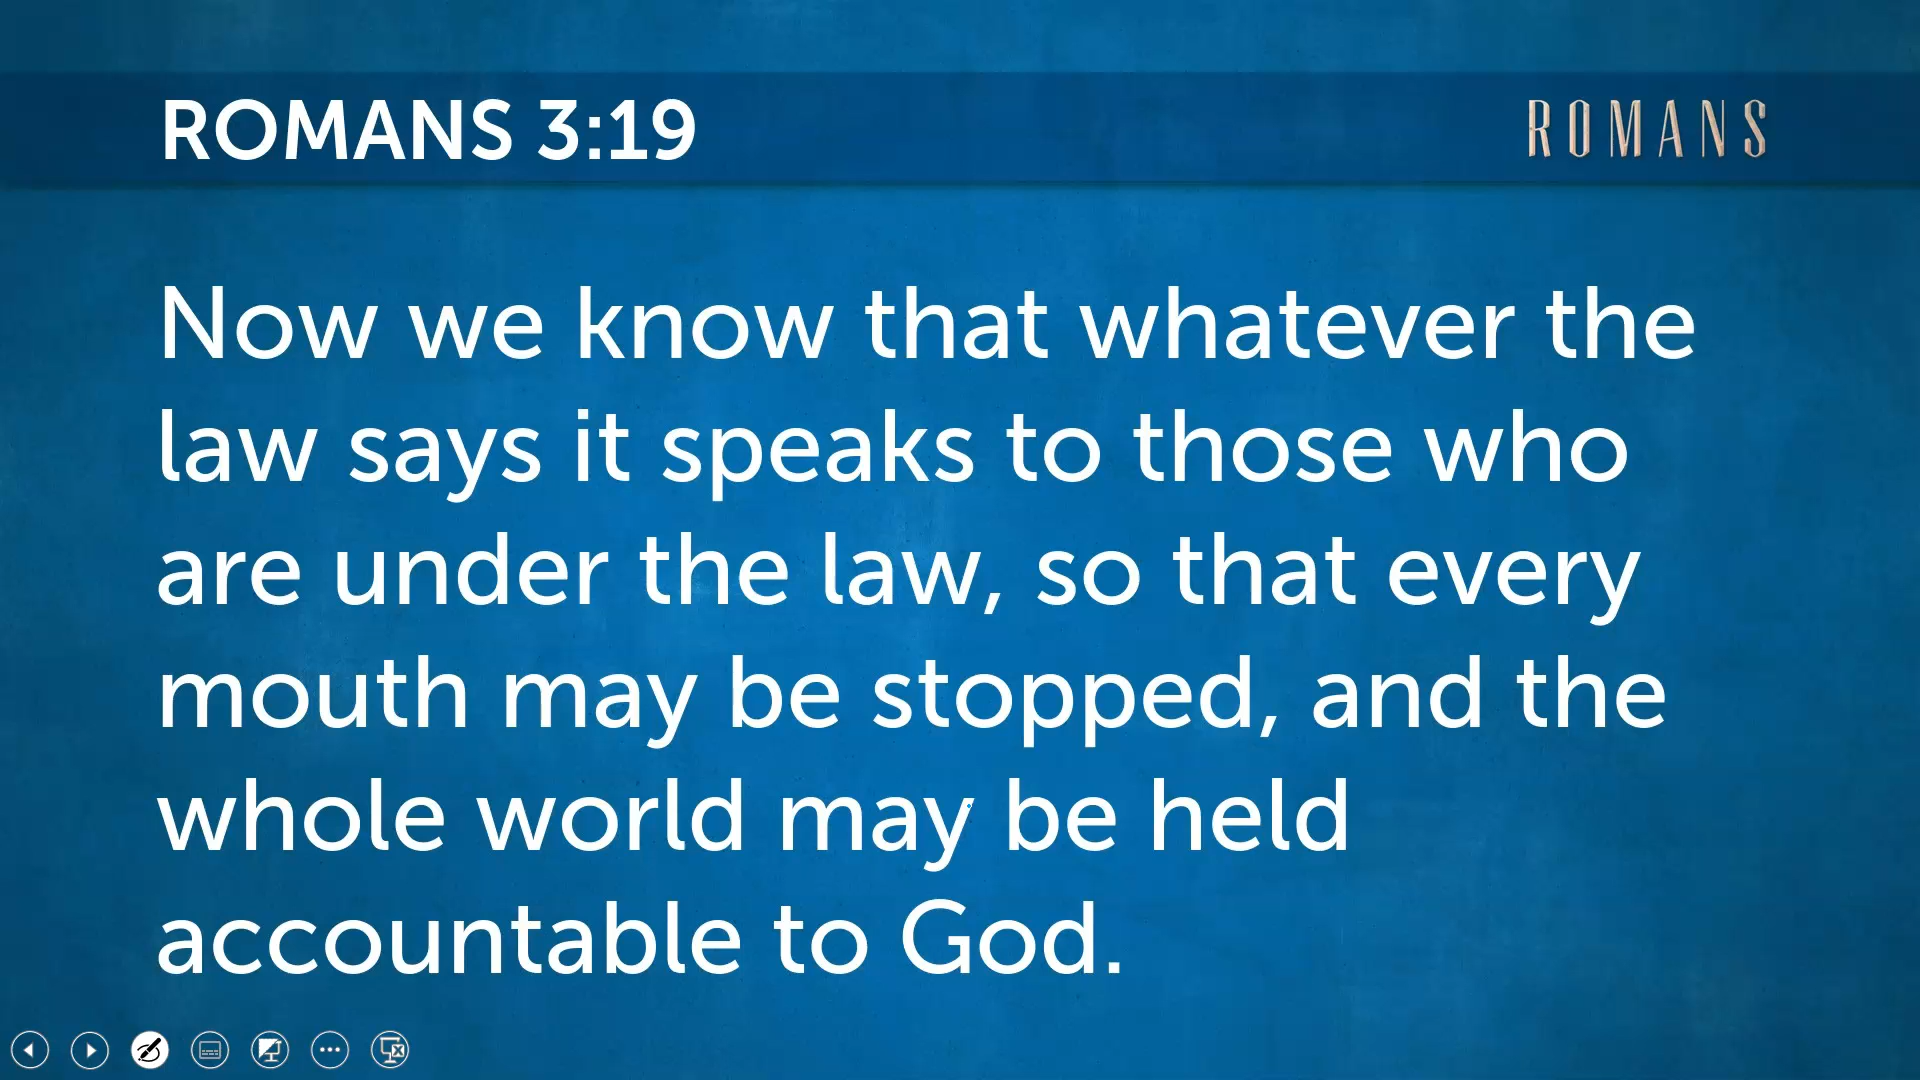 ROMANS 3:19
ROMANS
Now we know that whatever the
law says it speaks to those who
are under the law, so that every
mouth may be stopped, and the
whole world may be held
accountable to God.